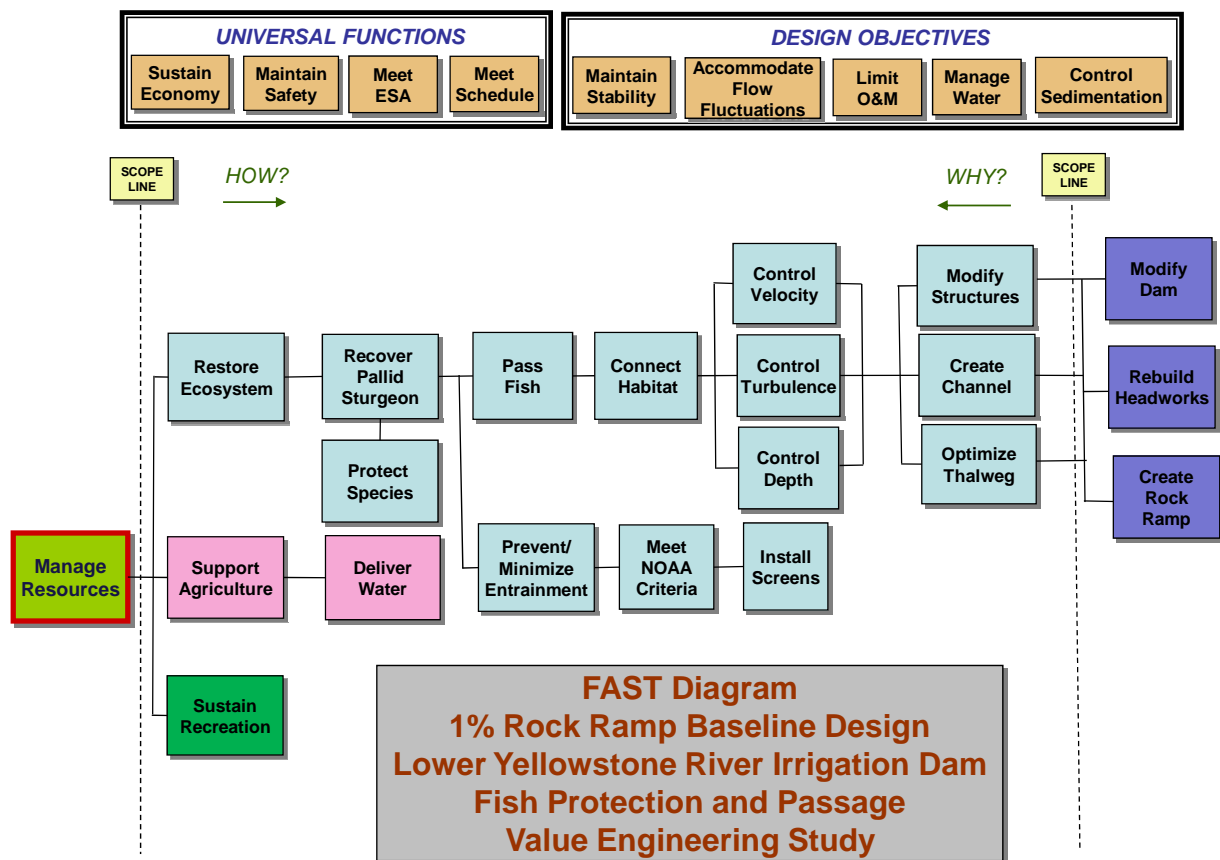 UNIVERSAL FUNCTIONS
Sustain
Economy
Maintain
Safety
Meet
ESA
Meet
Schedule
DESIGN OBJECTIVES
Maintain
Stability
Accommodate
Flow
Fluctuations
Limit
O&M
Manage
Water
Control
Sedimentation
SCOPE
LINE
HOW?
WHY?
SCOPE
LINE
Manage
Resources
Restore
Ecosystem
Recover
Pallid
Sturgeon
Protect
Species
Pass
Fish
Connect
Habitat
Control
Velocity
Control
Turbulence
Control
Depth
Modify
Structures
Create
Channel
Optimize
Thalweg
Modify
Dam
Rebuild
Headworks
Create
Rock
Ramp
Support
Agriculture
Deliver
Water
Prevent/
Minimize
Entrainment
Meet
NOAA
Criteria
Install
Screens
Sustain
Recreation
FAST Diagram
1% Rock Ramp Baseline Design
Lower Yellowstone River Irrigation Dam
Fish Protection and Passage
Value Engineering Study